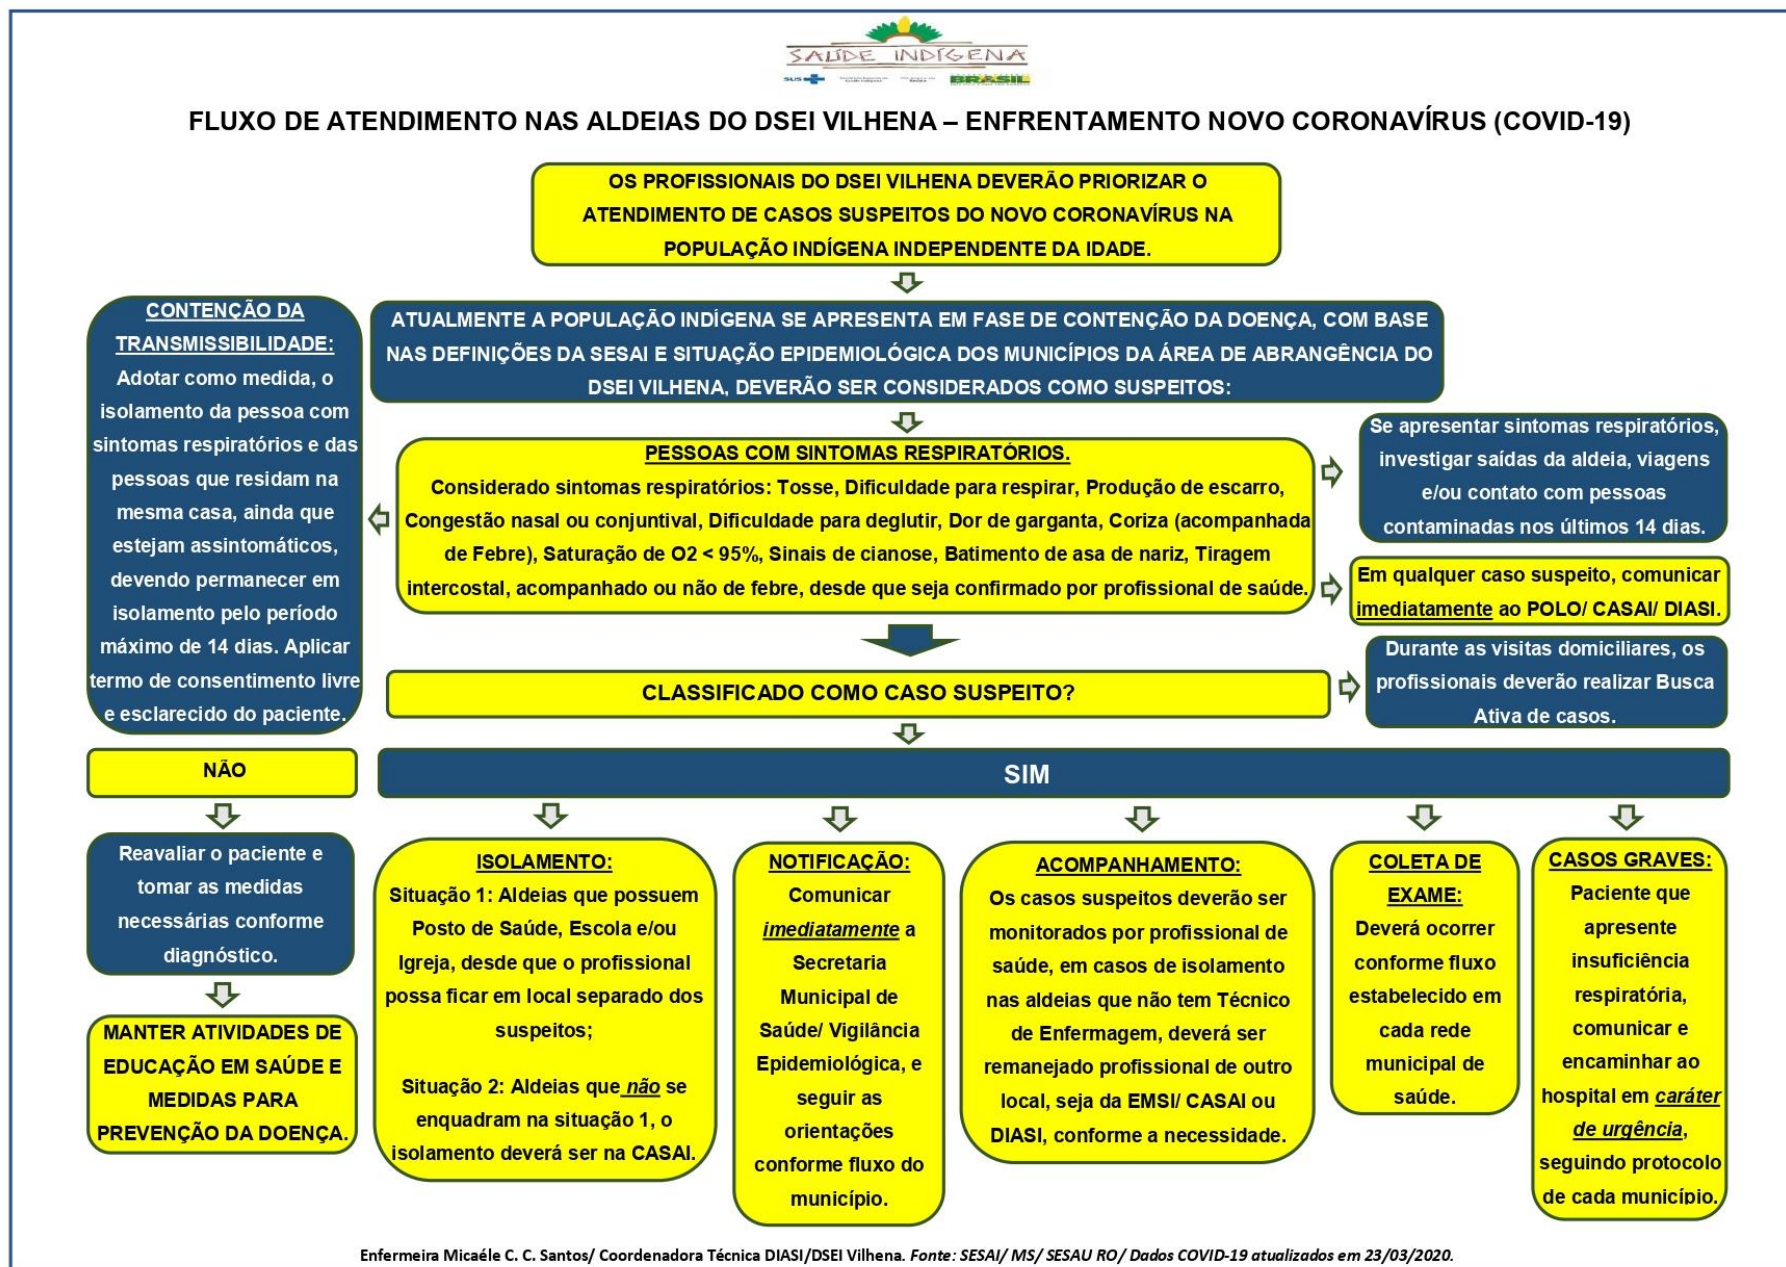 SAÚDE INDÍGENA
SUS
BRASIL
FLUXO DE ATENDIMENTO NAS ALDEIAS DO DSEI VILHENA – ENFRENTAMENTO NOVO CORONAVÍRUS (COVID-19)
OS PROFISSIONAIS DO DSEI VILHENA DEVERÃO PRIORIZAR O
ATENDIMENTO DE CASOS SUSPEITOS DO NOVO CORONAVÍRUS NA
POPULAÇÃO INDÍGENA INDEPENDENTE DA IDADE.
ATUALMENTE A POPULAÇÃO INDÍGENA SE APRESENTA EM FASE DE CONTENÇÃO DA DOENÇA, COM BASE
NAS DEFINIÇÕES DA SESAI E SITUAÇÃO EPIDEMIOLÓGICA DOS MUNICÍPIOS DA ÁREA DE ABRANGÊNCIA DO
DSEI VILHENA, DEVERÃO SER CONSIDERADOS COMO SUSPEITOS:
CONTENÇÃO DA
TRANSMISSIBILIDADE:
Adotar como medida, o
isolamento da pessoa com
sintomas respiratórios e das
pessoas que residam na
mesma casa, ainda que
estejam assintomáticos,
devendo permanecer em
isolamento pelo período
máximo de 14 dias. Aplicar
termo de consentimento livre
e esclarecido do paciente.
PESSOAS COM SINTOMAS RESPIRATÓRIOS.
Considerado sintomas respiratórios: Tosse, Dificuldade para respirar, Produção de escarro,
Congestão nasal ou conjuntival, Dificuldade para deglutir, Dor de garganta, Coriza (acompanhada
de Febre), Saturação de O2 < 95%, Sinais de cianose, Batimento de asa de nariz, Tiragem
intercostal, acompanhado ou não de febre, desde que seja confirmado por profissional de saúde.
Se apresentar sintomas respiratórios,
investigar saídas da aldeia, viagens
e/ou contato com pessoas
contaminadas nos últimos 14 dias.
Em qualquer caso suspeito, comunicar
imediatamente ao POLO/ CASAI/ DIASI.
CLASSIFICADO COMO CASO SUSPEITO?
Durante as visitas domiciliares, os
profissionais deverão realizar Busca
Ativa de casos.
NÃO
Reavaliar o paciente e
tomar as medidas
necessárias conforme
diagnóstico.
MANTER ATIVIDADES DE
EDUCAÇÃO EM SAÚDE E
MEDIDAS PARA
PREVENÇÃO DA DOENÇA.
SIM
ISOLAMENTO:
Situação 1: Aldeias que possuem
Posto de Saúde, Escola e/ou
Igreja, desde que o profissional
possa ficar em local separado dos
suspeitos;
Situação 2: Aldeias que não se
enquadram na situação 1, o
isolamento deverá ser na CASAI.
NOTIFICAÇÃO:
Comunicar
imediatamente a
Secretaria
Municipal de
Saúde/ Vigilância
Epidemiológica, e
seguir as
orientações
conforme fluxo do
município.
ACOMPANHAMENTO:
Os casos suspeitos deverão ser
monitorados por profissional de
saúde, em casos de isolamento
nas aldeias que não tem Técnico
de Enfermagem, deverá ser
remanejado profissional de outro
local, seja da EMSI/ CASAI ou
DIASI, conforme a necessidade.
COLETA DE
EXAME:
Deverá ocorrer
conforme fluxo
estabelecido em
cada rede
municipal de
saúde.
CASOS GRAVES:
Paciente que
apresente
insuficiência
respiratória,
comunicar e
encaminhar ao
hospital em caráter
de urgência,
seguindo protocolo
de cada município.
Enfermeira Micaéle C. C. Santos/ Coordenadora Técnica DIASI/DSEI Vilhena. Fonte: SESAI/ MS/ SESAU RO/ Dados COVID-19 atualizados em 23/03/2020.